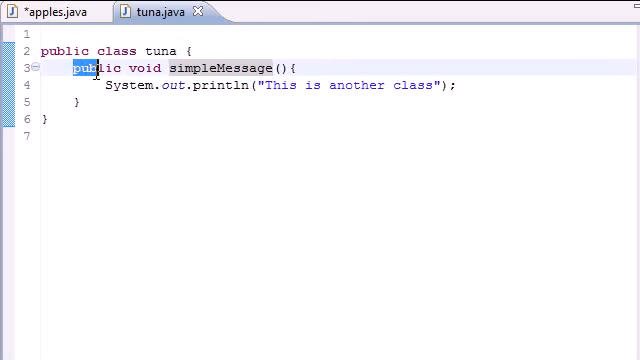 *apples.java tuna.java
1
2 public class tuna {
3 public void simpleMessage(){
4 System.out.println("This is another class");
5 }
6 }
7